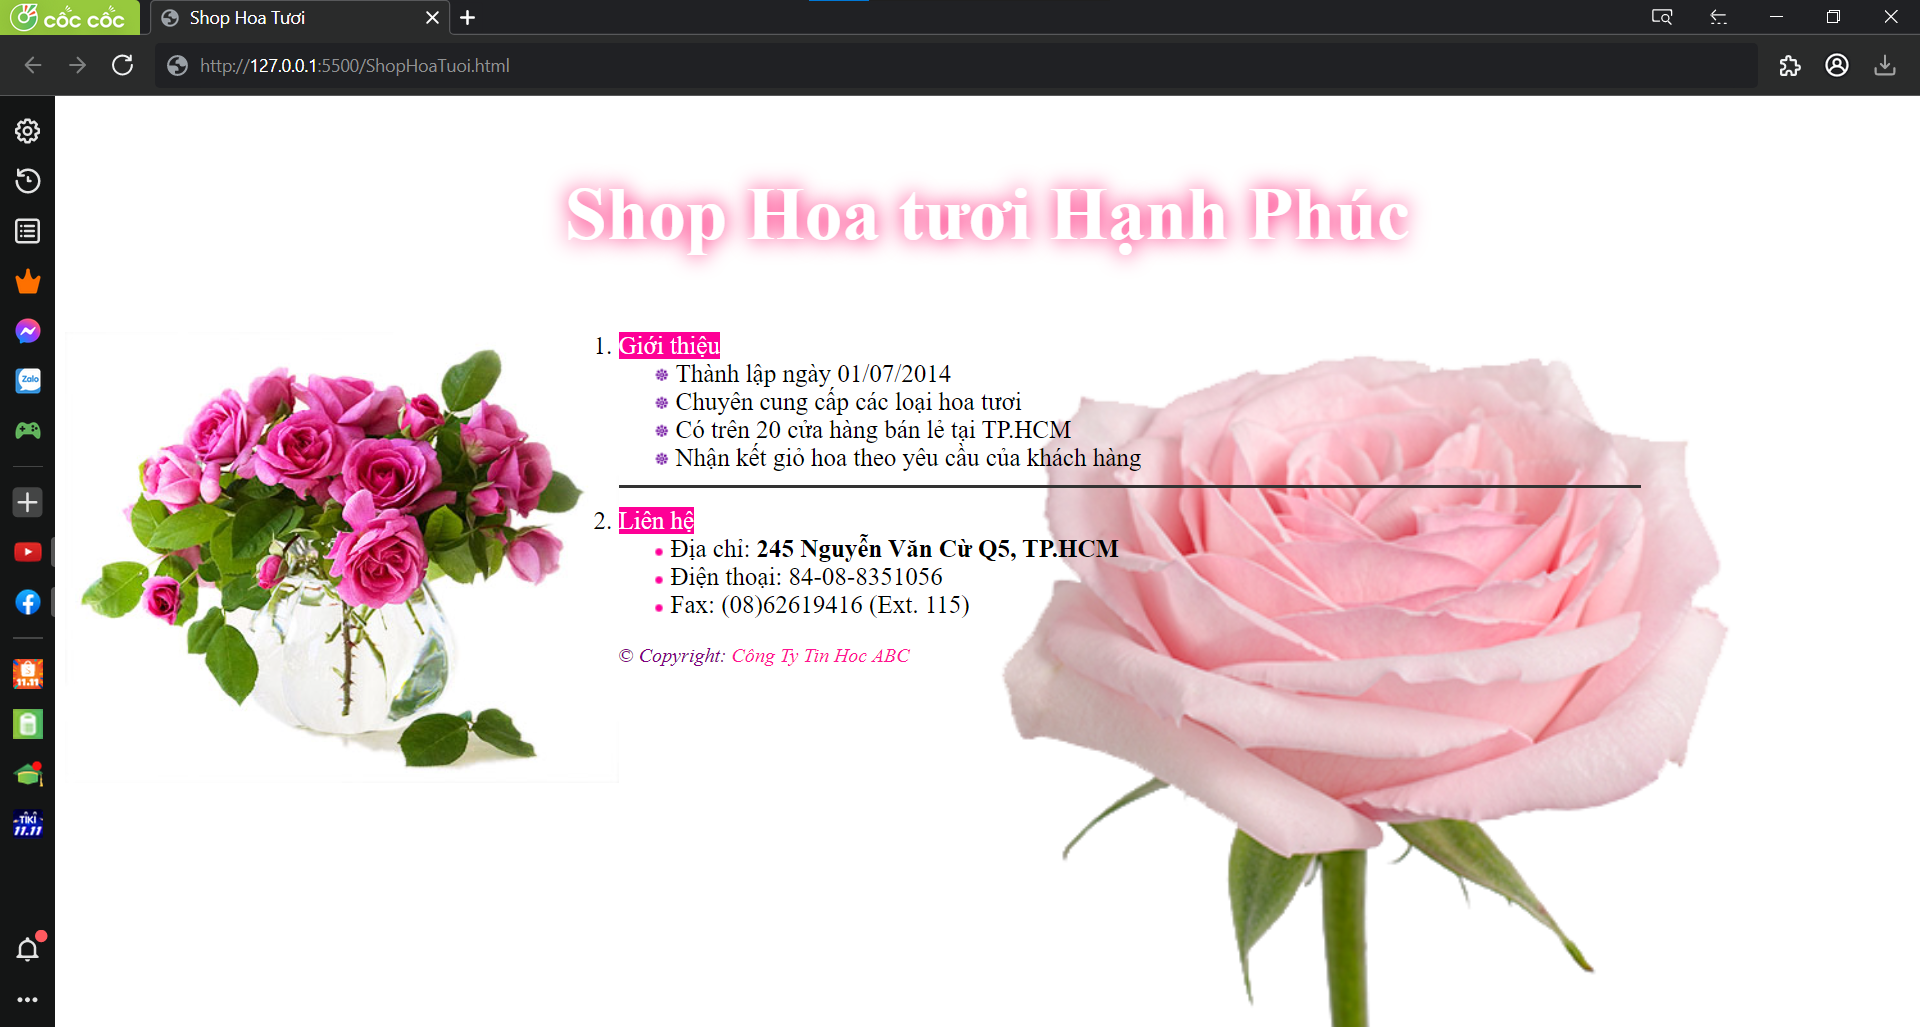 cốc cốc
Shop Hoa Tươi
http://127.0.0.1:5500/ShopHoaTuoi.html
Shop Hoa tươi Hạnh Phúc
1. Giới thiệu
Thành lập ngày 01/07/2014
Chuyên cung cấp các loại hoa tươi
Có trên 20 cửa hàng bán lẻ tại TP.HCM
Nhận kết giỏ hoa theo yêu cầu của khách hàng
2. Liên hệ
Địa chỉ: 245 Nguyễn Văn Cừ Q5, TP.HCM
Điện thoại: 84-08-8351056
Fax: (08)62619416 (Ext. 115)
© Copyright: Công Ty Tin Hoc ABC
Zalo
11.11
TIKI
11.11